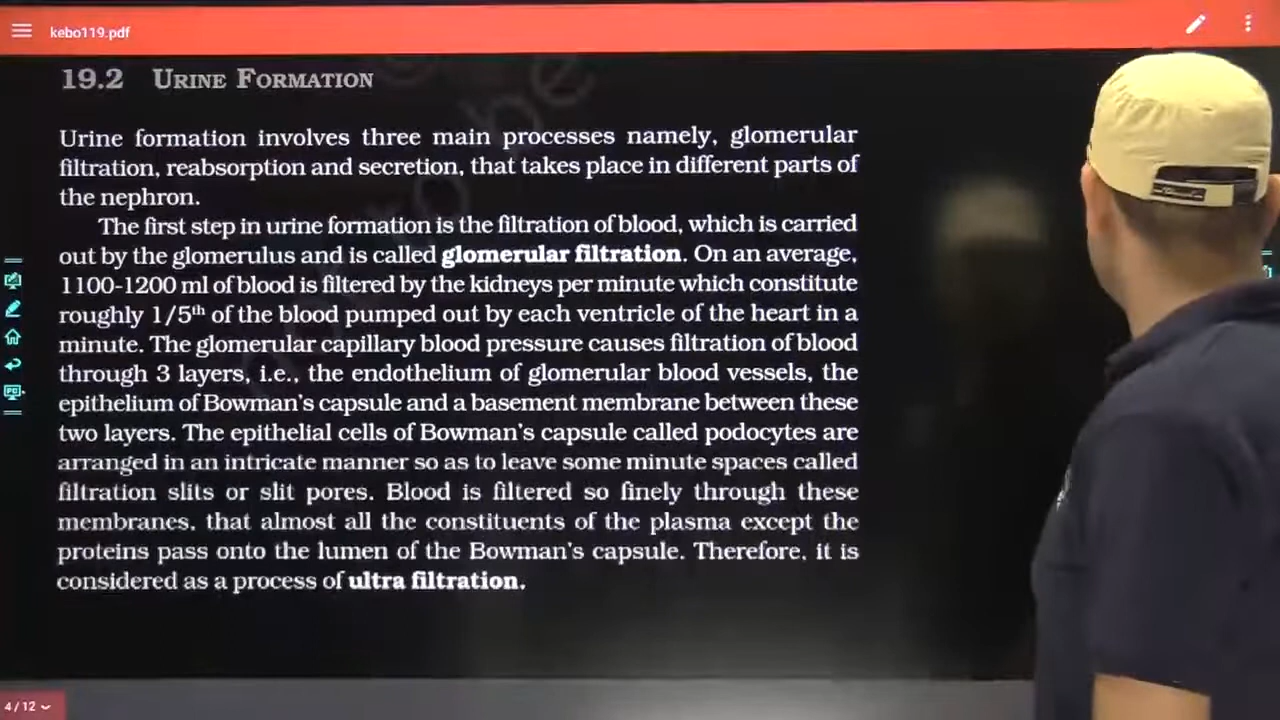 kebo119.pdf
19.2 URINE FORMATION
Urine formation involves three main processes namely, glomerular
filtration, reabsorption and secretion, that takes place in different parts of
the nephron.
The first step in urine formation is the filtration of blood, which is carried
out by the glomerulus and is called glomerular filtration. On an average,
1100-1200 ml of blood is filtered by the kidneys per minute which constitute
roughly 1/5th of the blood pumped out by each ventricle of the heart in a
minute. The glomerular capillary blood pressure causes filtration of blood
through 3 layers, i.e., the endothelium of glomerular blood vessels, the
epithelium of Bowman's capsule and a basement membrane between these
two layers. The epithelial cells of Bowman's capsule called podocytes are
arranged in an intricate manner so as to leave some minute spaces called
filtration slits or slit pores. Blood is filtered so finely through these
membranes, that almost all the constituents of the plasma except the
proteins pass onto the lumen of the Bowman's capsule. Therefore, it is
considered as a process of ultra filtration.
4 / 12